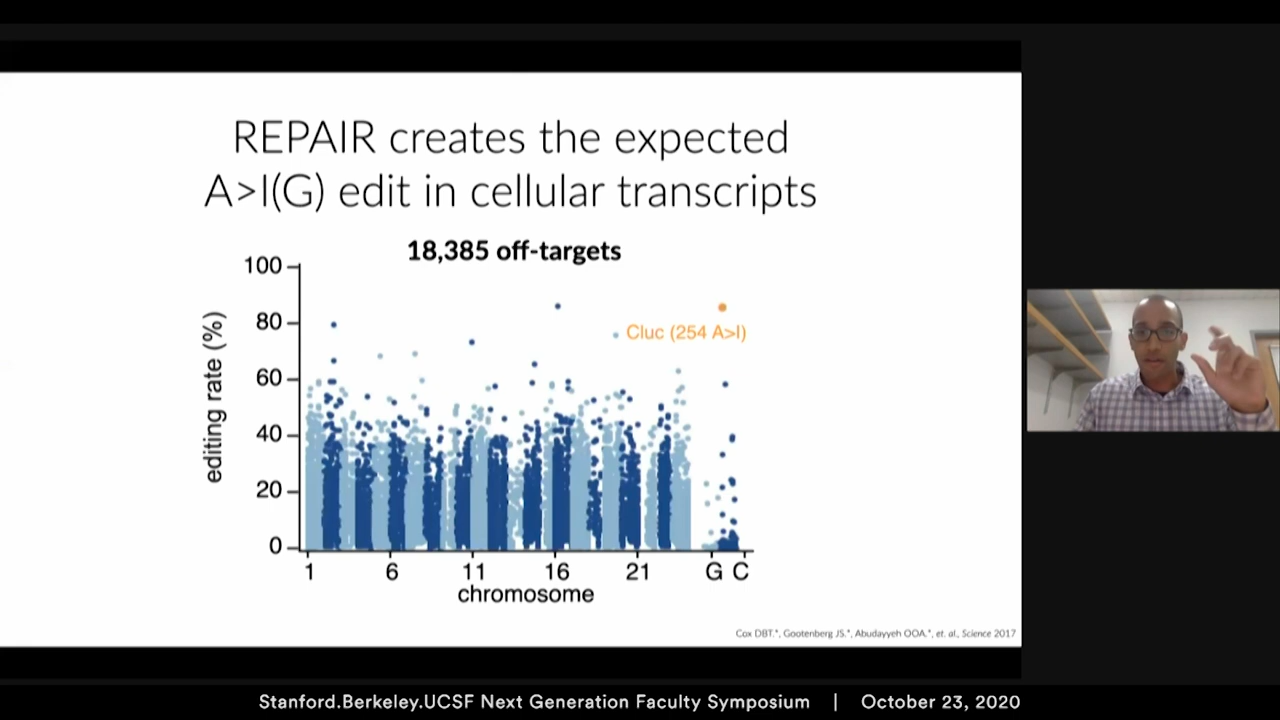 REPAIR creates the expected
A>I(G) edit in cellular transcripts
18,385 off-targets
100
80
60
40
20
0
editing rate (%)
Cluc (254 A>I)
1 6 11 16 21 G C
chromosome
Cox DBT.*, Gootenberg JS.*, Abudayyeh OOA.*, et. al., Science 2017
Stanford.Berkeley.UCSF Next Generation Faculty Symposium | October 23, 2020